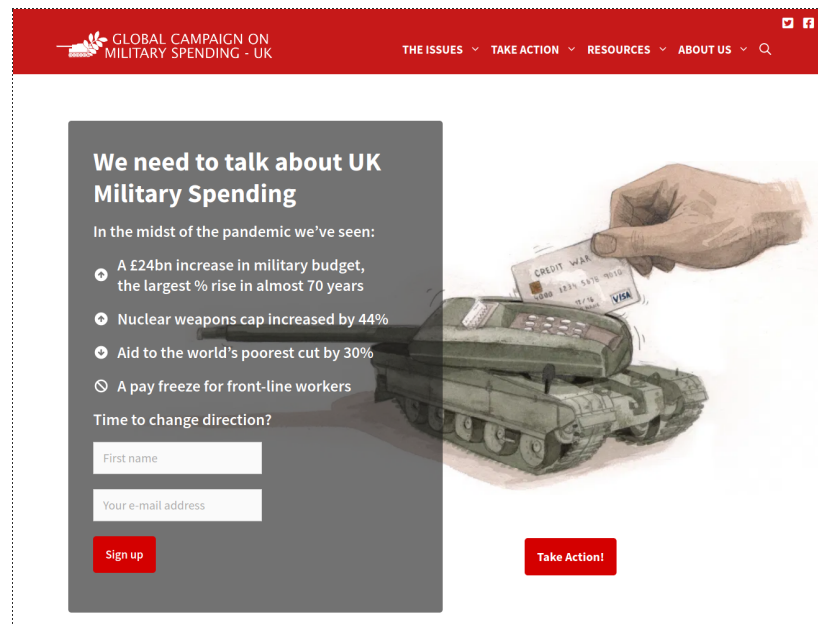 GLOBAL CAMPAIGN ON
MILITARY SPENDING - UK
THE ISSUES
TAKE ACTION
RESOURCES
ABOUT US
We need to talk about UK
Military Spending
In the midst of the pandemic we've seen:
A £24bn increase in military budget,
the largest % rise in almost 70 years
Nuclear weapons cap increased by 44%
Aid to the world's poorest cut by 30%
A pay freeze for front-line workers
Time to change direction?
First name
Your e-mail address
Sign up
CREDIT WAR
VISA
Take Action!